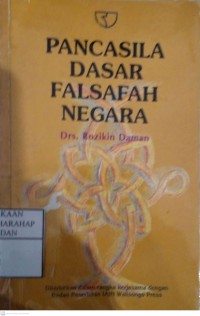 PANCASILA
DASAR
FALSAFAH
NEGARA
Drs. Rozikin Daman
KAAN
HARAHAP
DAN